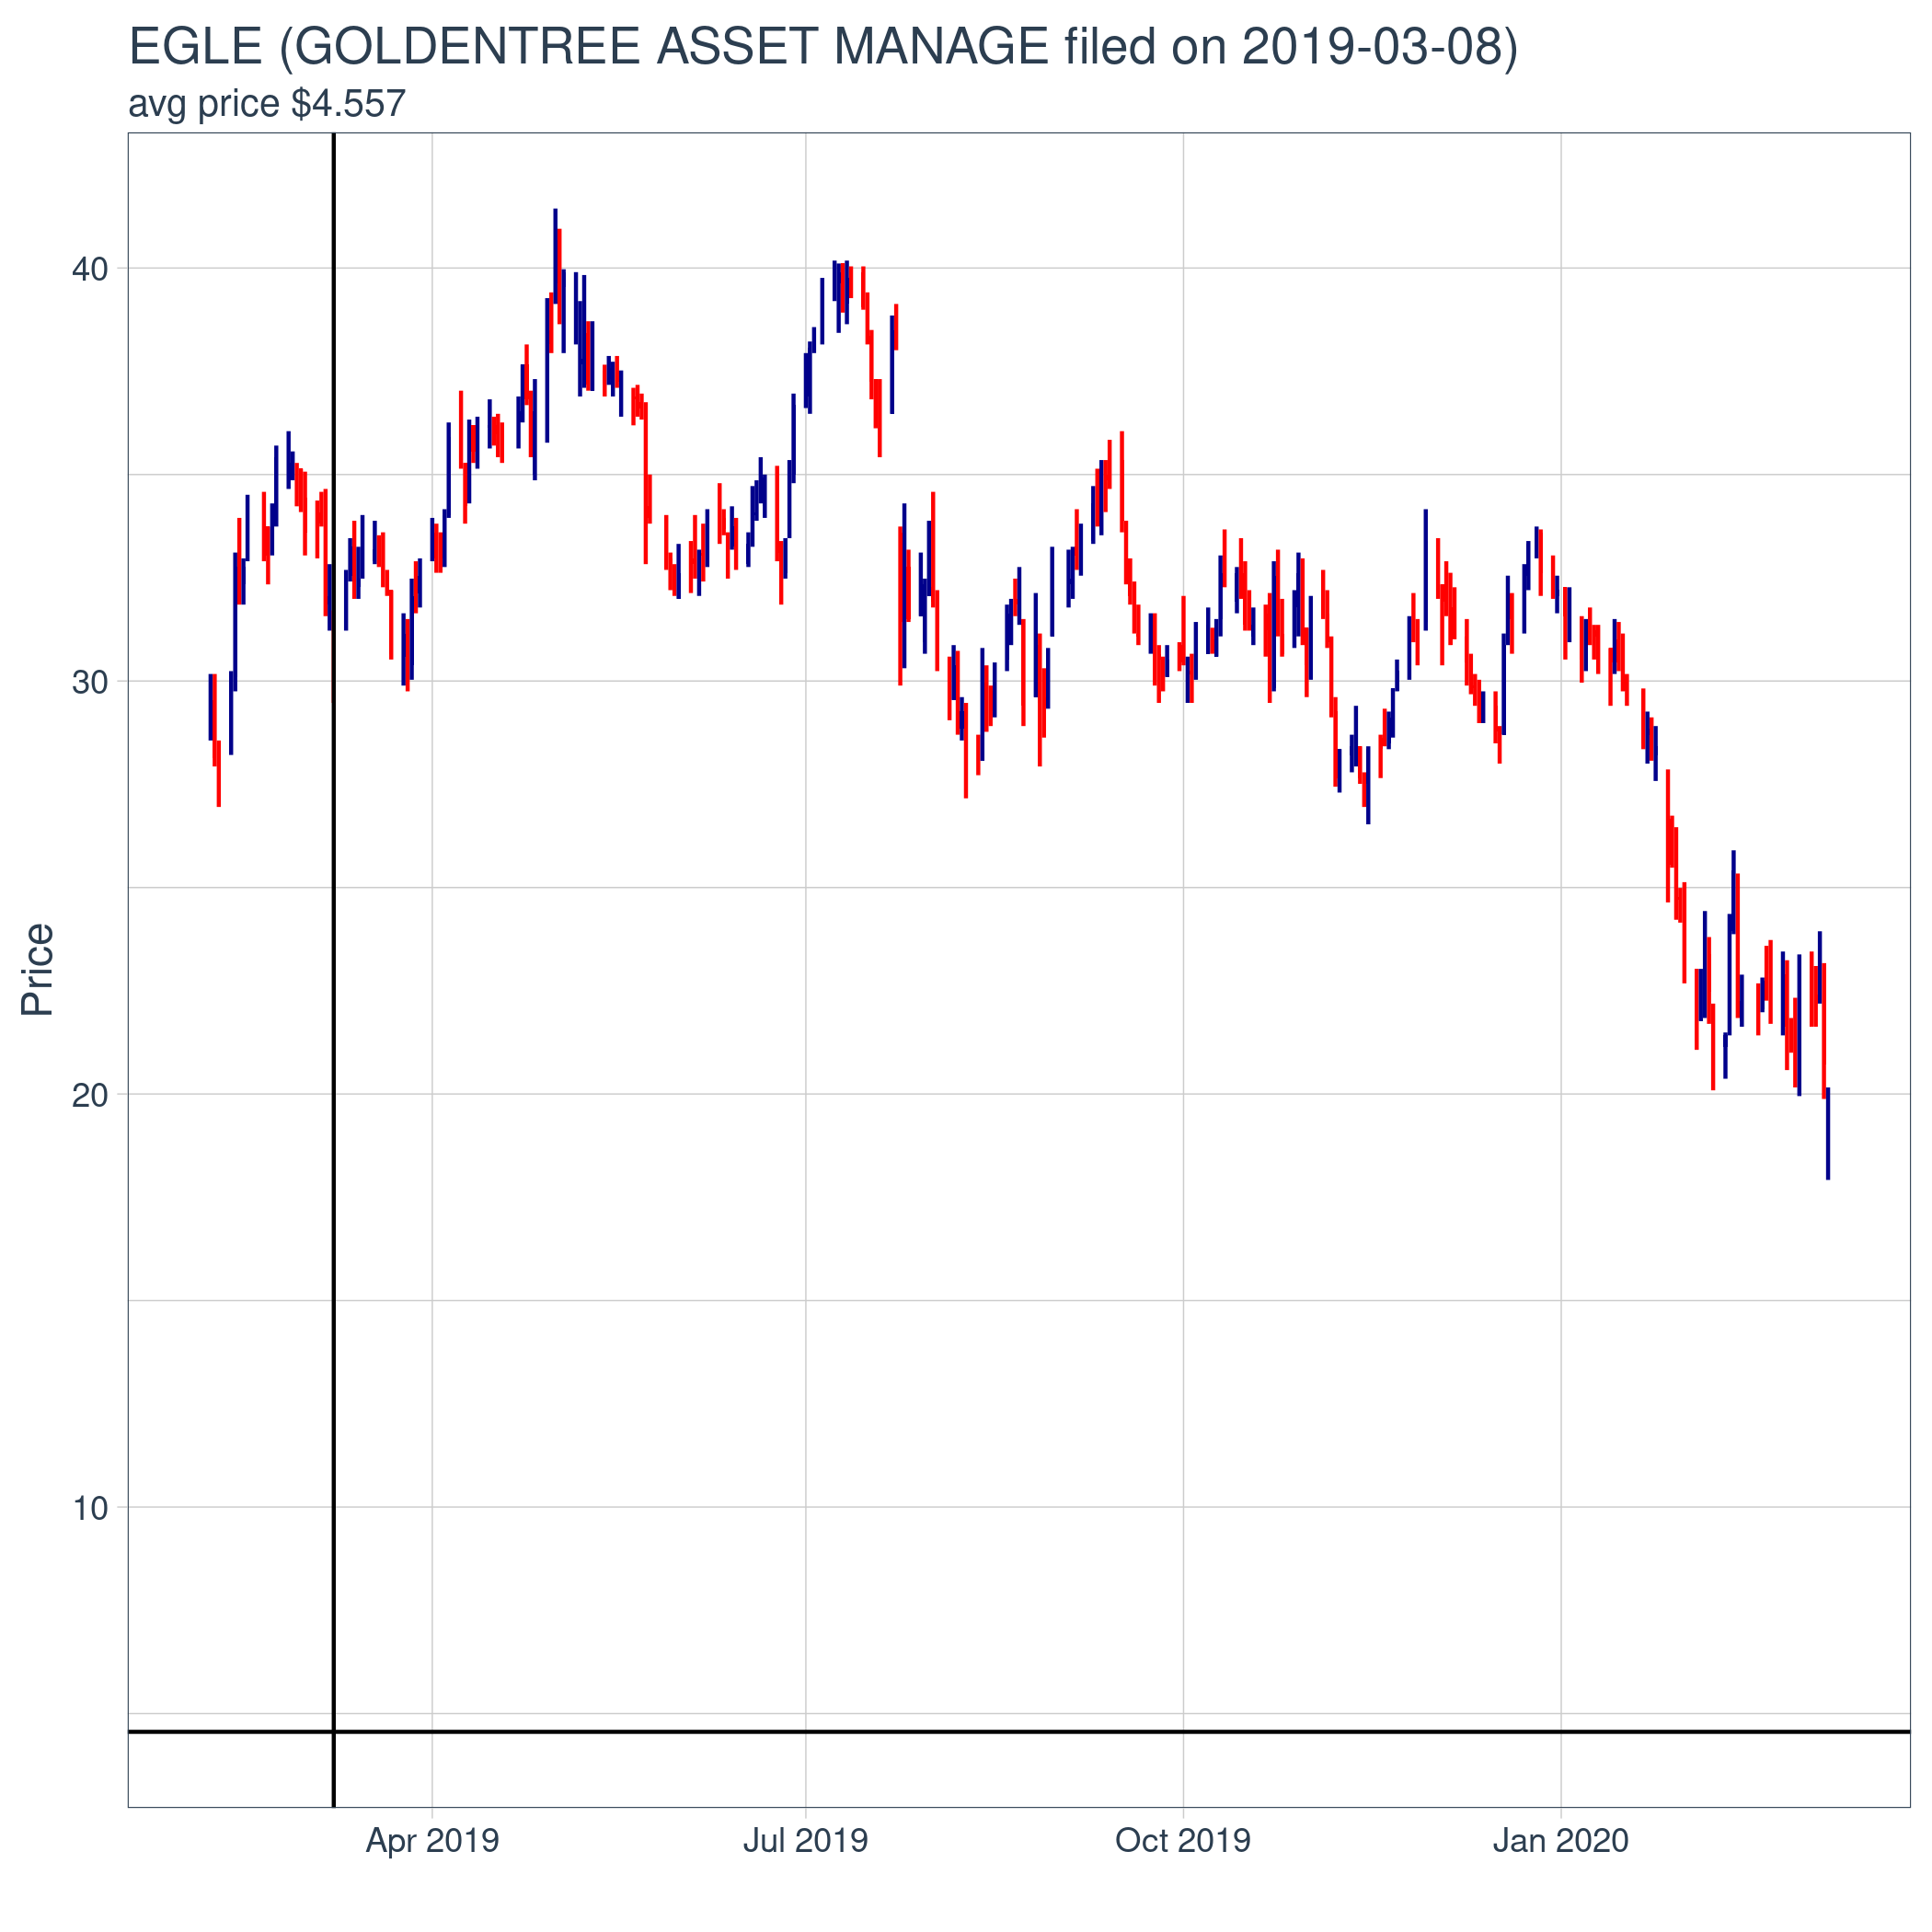 EGLE (GOLDENTREE ASSET MANAGE filed on 2019-03-08)
avg price $4.557
Price
40
30
20
10
Apr 2019
Jul 2019
Oct 2019
Jan 2020